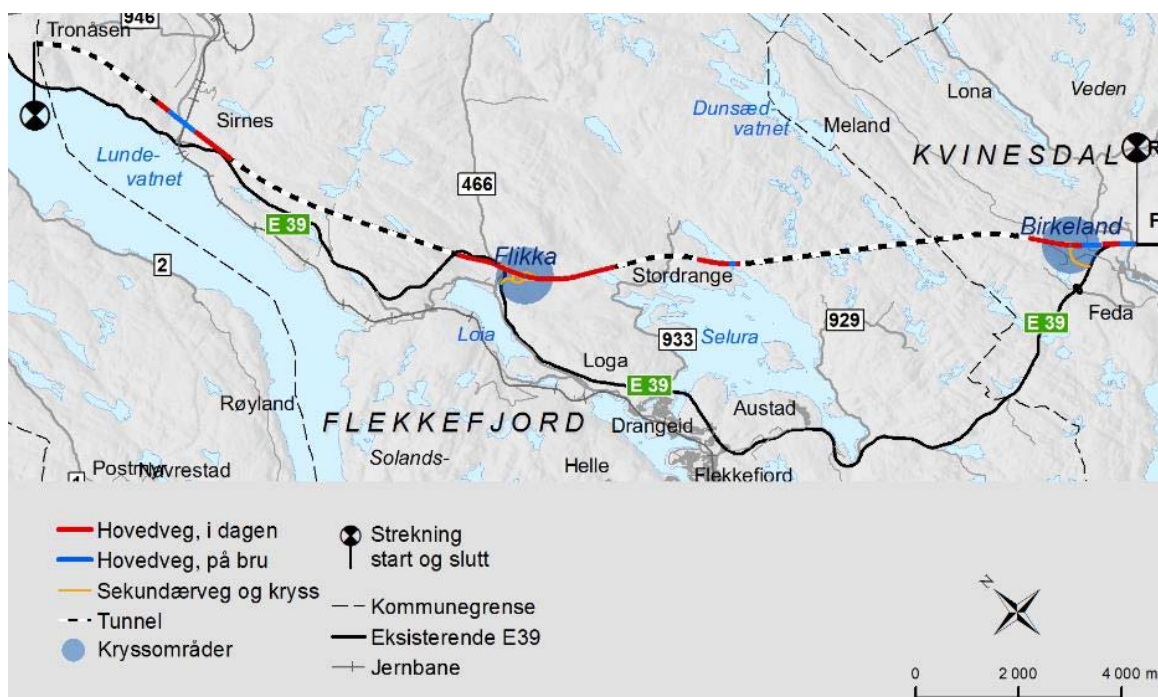 946
Tronåsen
Sirnes
Lunde-
vatnet
E 39
2
466
Flikka
Loia
Stordrange
Dunsæd-
vatnet
Meland
Lona
Veden
KVINESDAL
R
Birkeland
F
Feda
E 39
929
933
Selura
Loga
E 39
Austad
Drangeid
Røyland
FLEKKEFJORD
Solands-
Helle
Flekkefjord
Navrestad
Hovedveg, i dagen
Hovedveg, på bru
Sekundærveg og kryss
Tunnel
Kryssområder
Strekning
start og slutt
Kommunegrense
Eksisterende E39
Jernbane
N
0 2 000 4 000 m